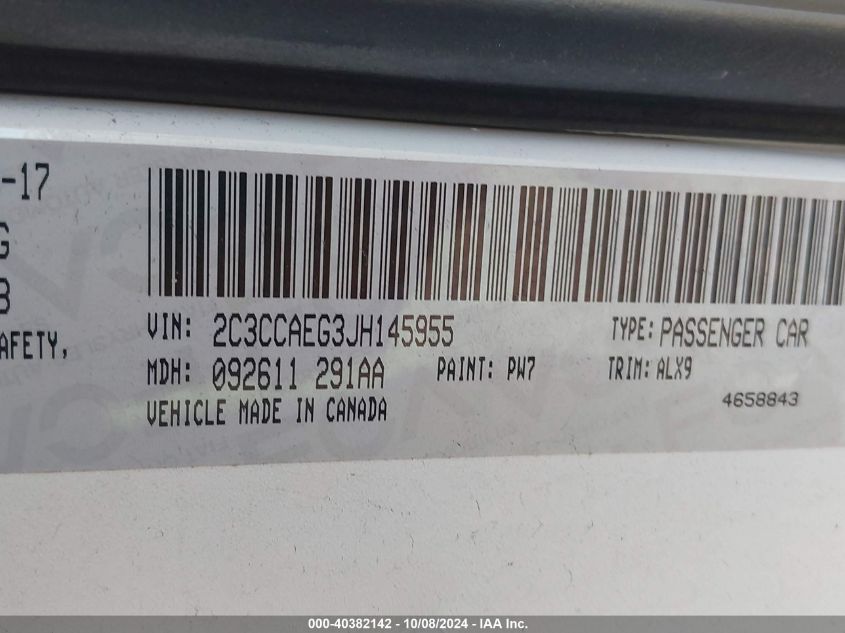 -17
G
B
AFETY,
VIN: 2C3CCAEG3JH145955 TYPE: PASSENGER CAR
MDH: 092611 291AA PAINT: PW7 TRIM: ALX9
VEHICLE MADE IN CANADA 4658843
000-40382142 - 10/08/2024 - IAA Inc.